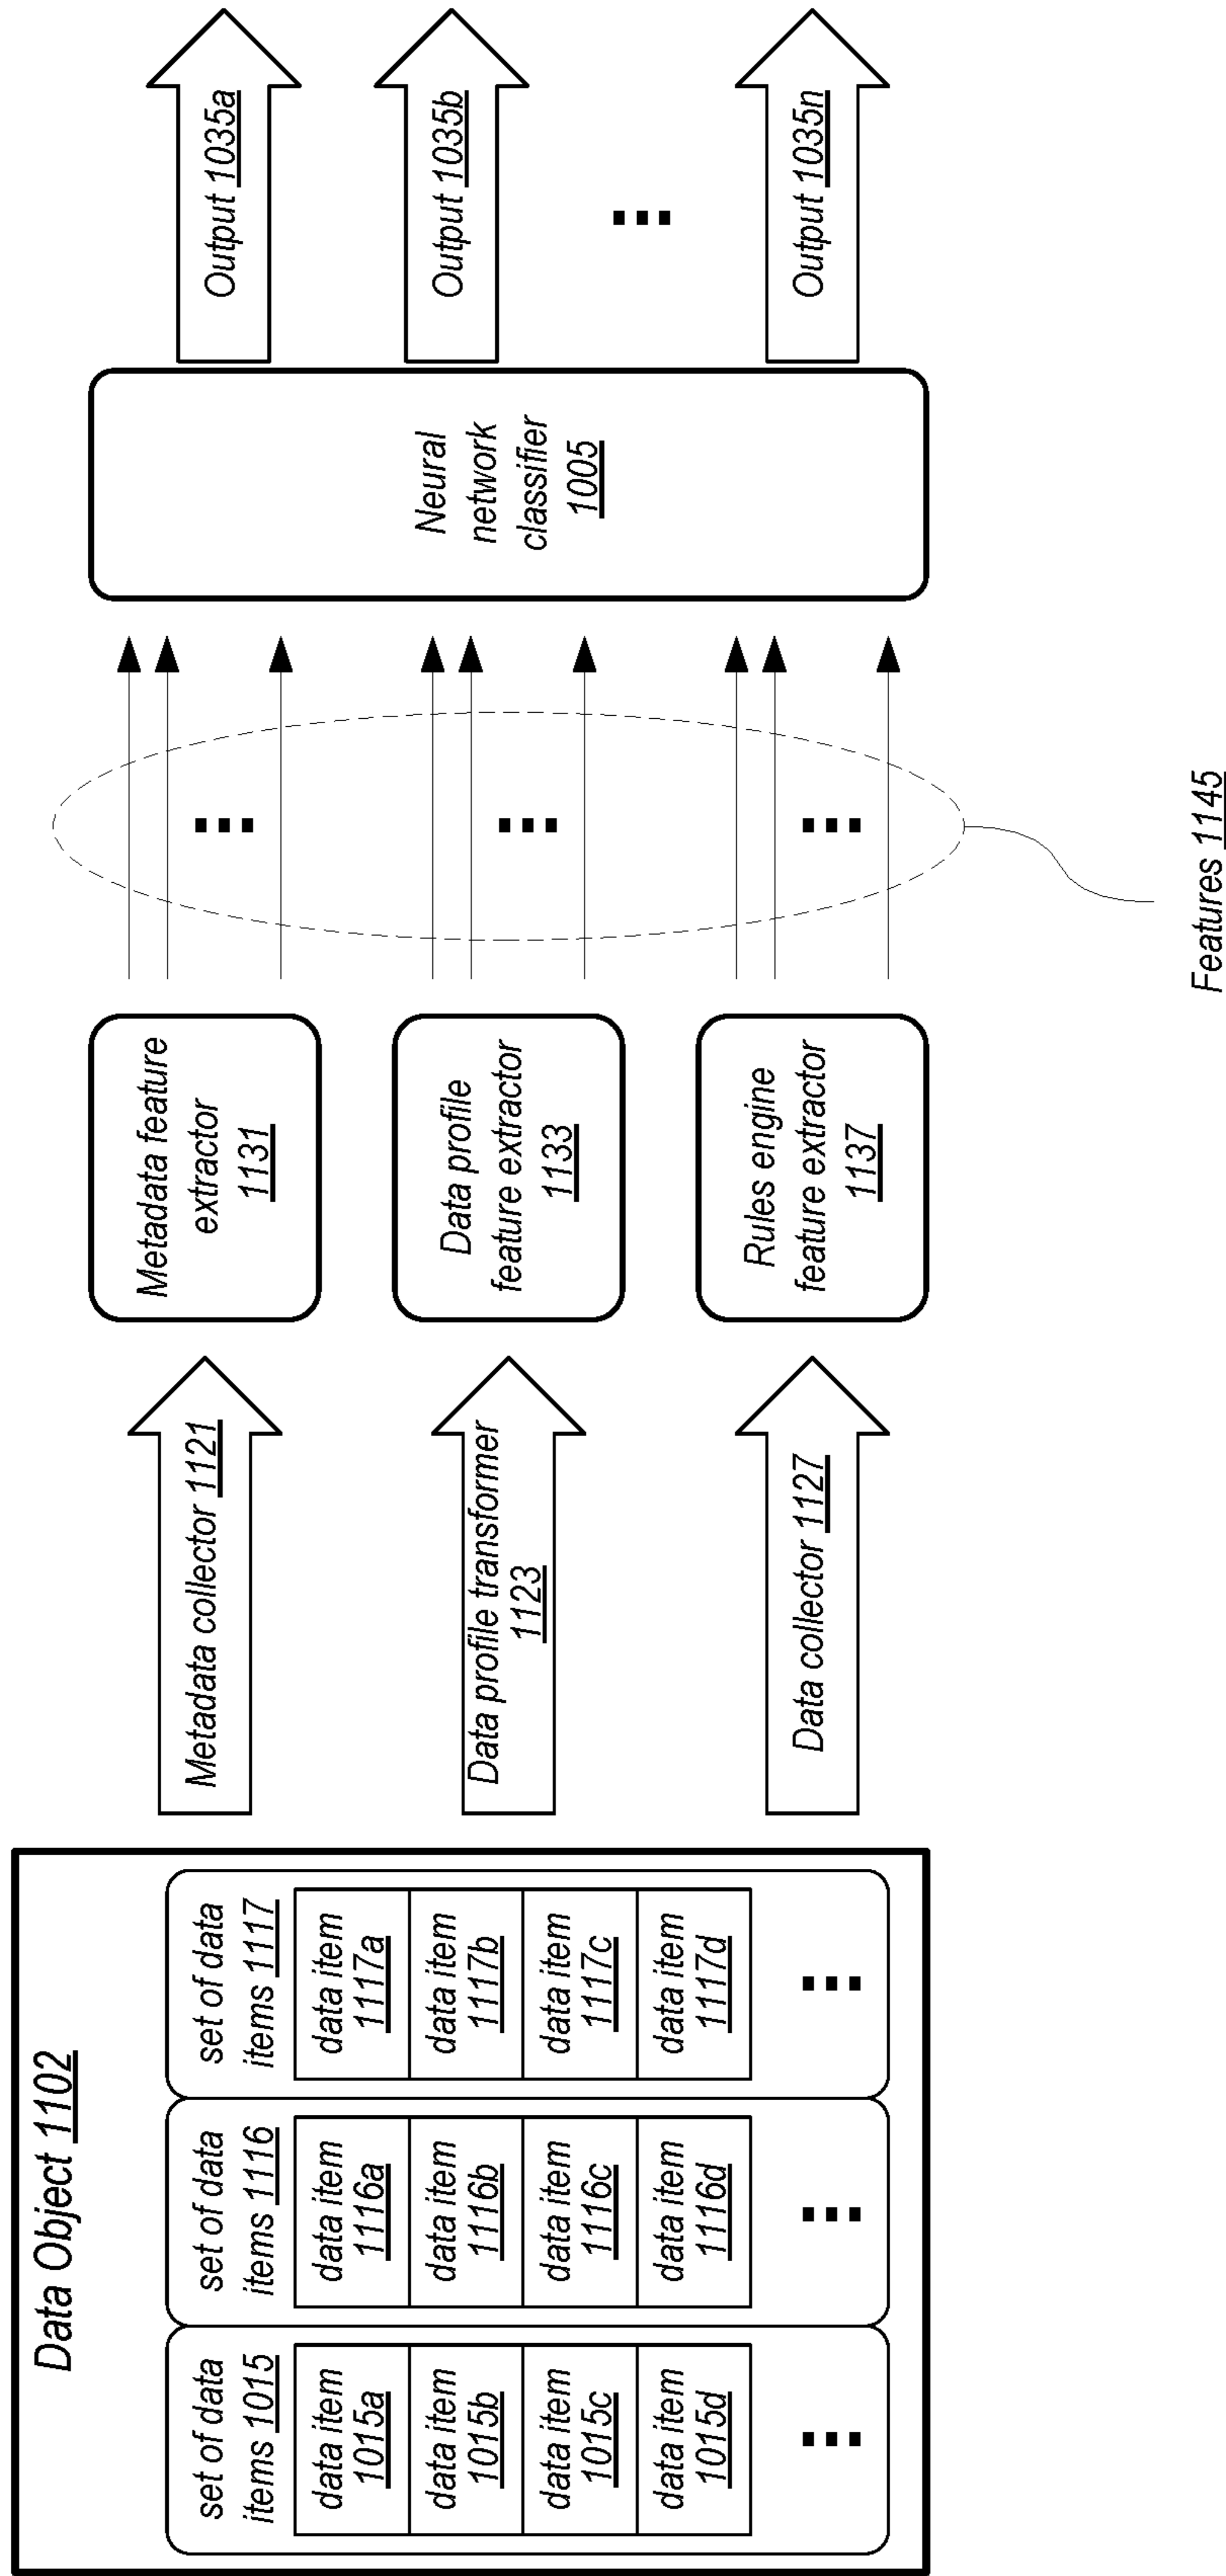 Data Object 1102
set of data
items 1015
data item
1015a
data item
1015b
data item
1015c
data item
1015d
set of data
items 1116
data item
1116a
data item
1116b
data item
1116c
data item
1116d
set of data
items 1117
data item
1117a
data item
1117b
data item
1117c
data item
1117d
Metadata collector 1121
Data profile transformer
1123
Data collector 1127
Metadata feature
extractor
1131
Data profile
feature extractor
1133
Rules engine
feature extractor
1137
Features 1145
Neural
network
classifier
1005
Output 1035a
Output 1035b
Output 1035n